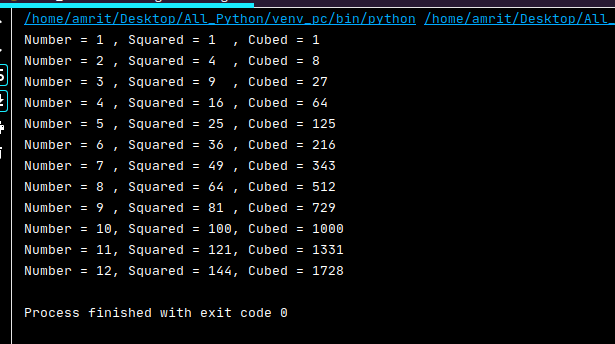 /home/amrit/Desktop/All_Python/venv_pc/bin/python /home/amrit/Desktop/All_
Number = 1 , Squared = 1  , Cubed = 1
Number = 2 , Squared = 4  , Cubed = 8
Number = 3 , Squared = 9  , Cubed = 27
Number = 4 , Squared = 16 , Cubed = 64
Number = 5 , Squared = 25 , Cubed = 125
Number = 6 , Squared = 36 , Cubed = 216
Number = 7 , Squared = 49 , Cubed = 343
Number = 8 , Squared = 64 , Cubed = 512
Number = 9 , Squared = 81 , Cubed = 729
Number = 10, Squared = 100, Cubed = 1000
Number = 11, Squared = 121, Cubed = 1331
Number = 12, Squared = 144, Cubed = 1728
Process finished with exit code 0